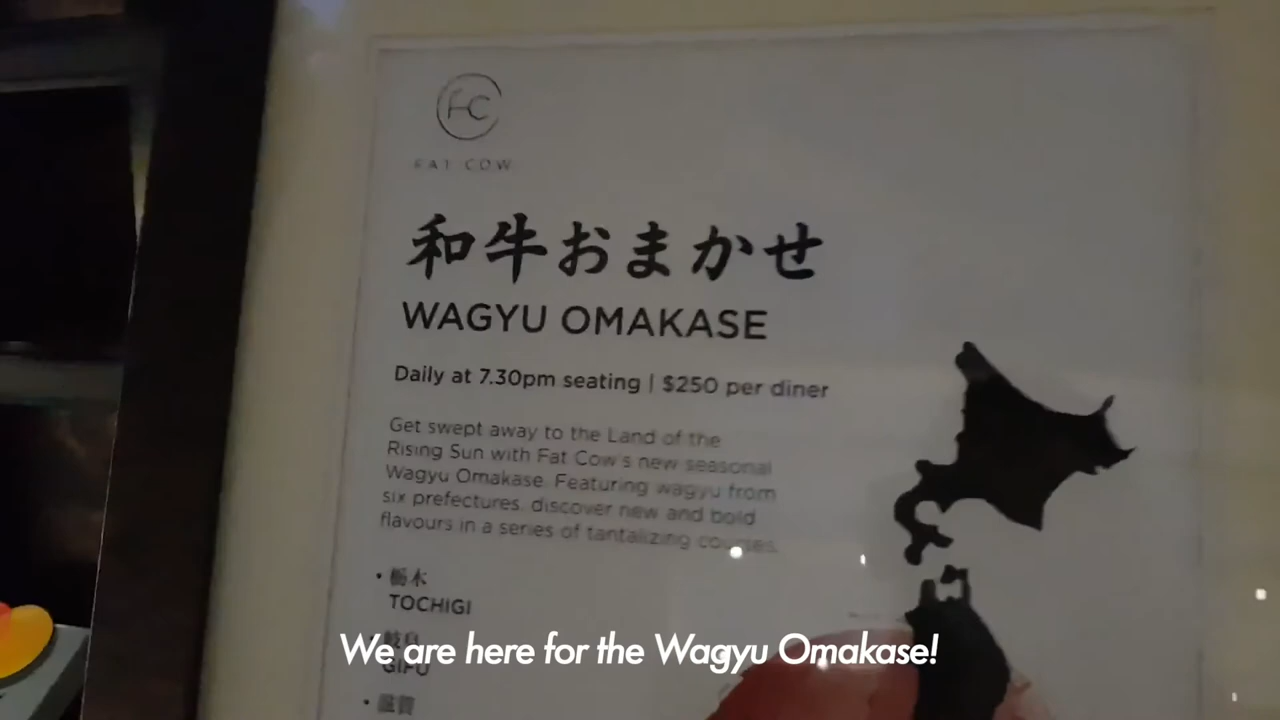 FC
FAT COW
和牛おまかせ
WAGYU OMAKASE
Daily at 7.30pm seating | $250 per diner
Get swept away to the Land of the
Rising Sun with Fat Cow's new seasonal
Wagyu Omakase. Featuring wagyu from
six prefectures, discover new and bold
flavours in a series of tantalizing courses.
• 栃木
TOCHIGI
GIFU
We are here for the Wagyu Omakase!
• 滋賀